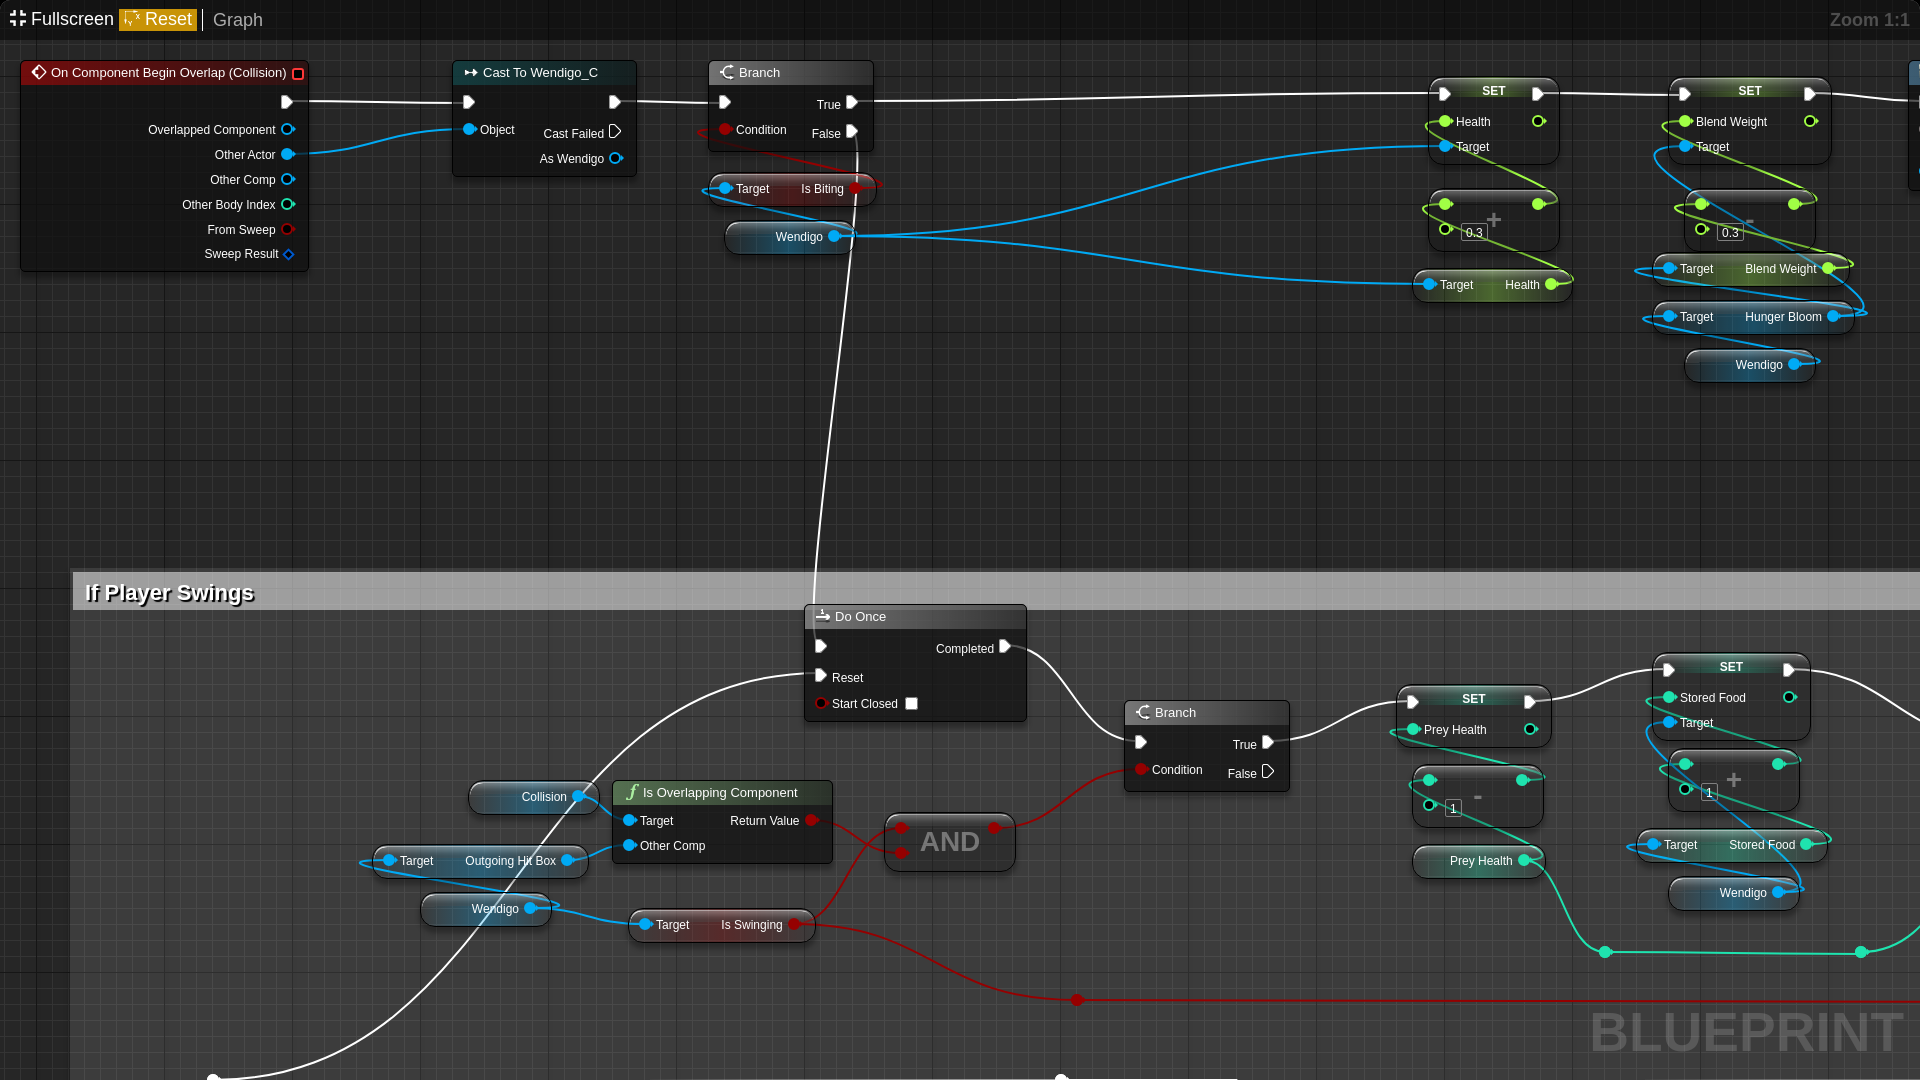 Fullscreen Reset Graph Zoom 1:1
On Component Begin Overlap (Collision)
Overlapped Component
Other Actor
Other Comp
Other Body Index
From Sweep
Sweep Result
Cast To Wendigo_C
Object
Cast Failed
As Wendigo
Branch
True
Condition
False
Target Is Biting
Wendigo
SET
Health
Target
+
0.3
Target Health
SET
Blend Weight
Target
-
0.3
Target Blend Weight
Target Hunger Bloom
Wendigo
If Player Swings
Do Once
Completed
Reset
Start Closed
Branch
True
Condition
False
Collision
Is Overlapping Component
Target Return Value
Other Comp
Target Outgoing Hit Box
Wendigo
Target Is Swinging
AND
SET
Prey Health
-
1
Prey Health
SET
Stored Food
Target
+
1
Target Stored Food
Wendigo
BLUEPRINT